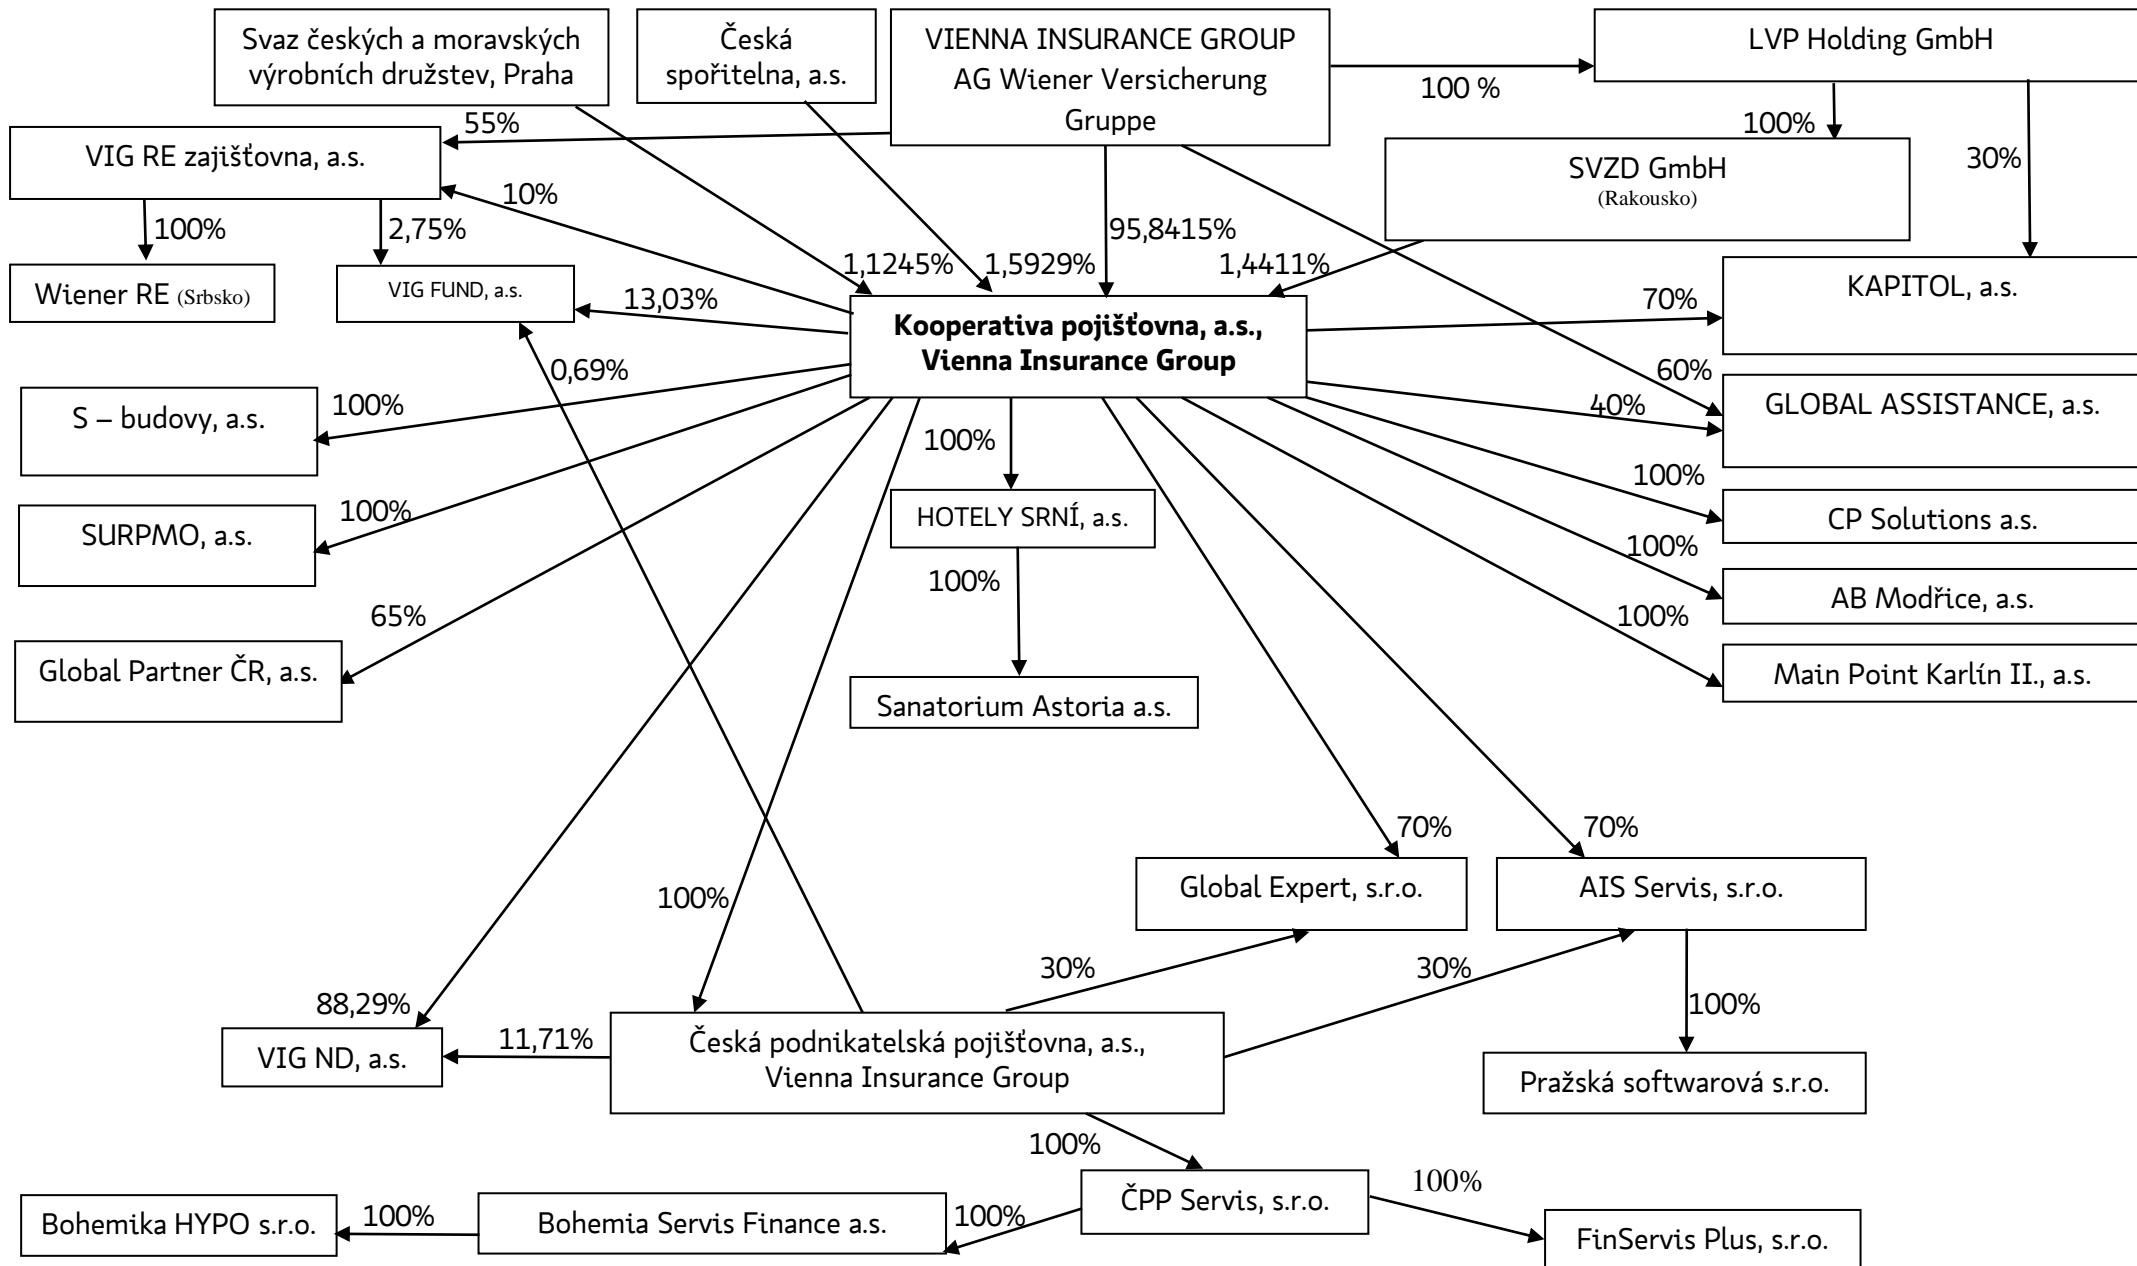 Svaz českých a moravských
výrobních družstev, Praha
Česká
spořitelna, a.s.
VIENNA INSURANCE GROUP
AG Wiener Versicherung
Gruppe
100 %
LVP Holding GmbH
55%
100%
30%
VIG RE zajišťovna, a.s.
SVZD GmbH
(Rakousko)
10%
100%
2,75%
95,8415%
1,1245%
1,5929%
1,4411%
Wiener RE (Srbsko)
VIG FUND, a.s.
13,03%
70%
KAPITOL, a.s.
Kooperativa pojišťovna, a.s.,
Vienna Insurance Group
0,69%
60%
40%
GLOBAL ASSISTANCE, a.s.
100%
S – budovy, a.s.
100%
100%
HOTELY SRNÍ, a.s.
100%
CP Solutions a.s.
100%
SURPMO, a.s.
100%
100%
AB Modřice, a.s.
65%
100%
Global Partner ČR, a.s.
Main Point Karlín II., a.s.
Sanatorium Astoria a.s.
70%
70%
100%
Global Expert, s.r.o.
AIS Servis, s.r.o.
30%
30%
88,29%
100%
VIG ND, a.s.
11,71%
Česká podnikatelská pojišťovna, a.s.,
Vienna Insurance Group
Pražská softwarová s.r.o.
100%
ČPP Servis, s.r.o.
100%
Bohemika HYPO s.r.o.
100%
Bohemia Servis Finance a.s.
100%
FinServis Plus, s.r.o.